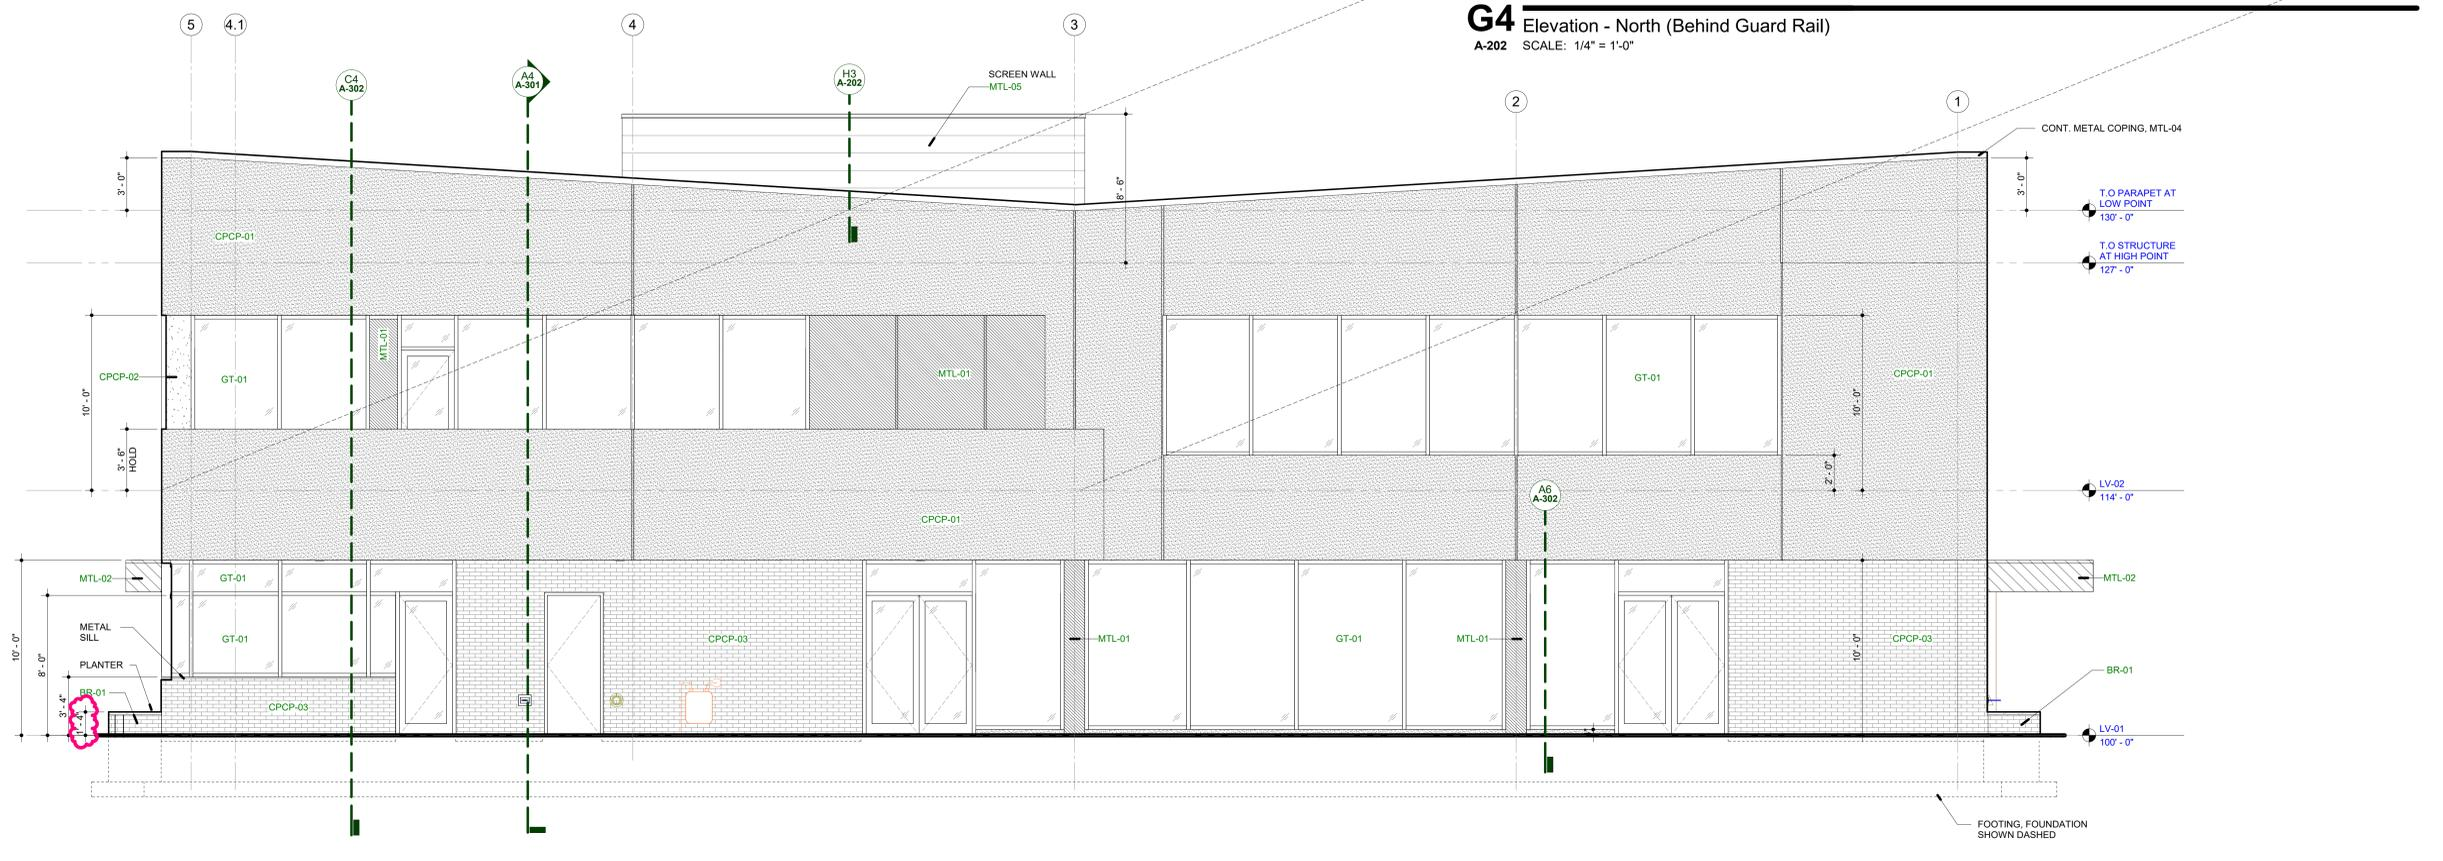 G4 Elevation - North (Behind Guard Rail)
A-202 SCALE: 1/4" = 1'-0"
5
4.1
4
3
2
1
C4
A-302
A4
A-301
H3
A-202
SCREEN WALL
MTL-05
CONT. METAL COPING, MTL-04
3' - 0"
8' - 6"
3' - 0"
T.O PARAPET AT
LOW POINT
130' - 0"
T.O STRUCTURE
AT HIGH POINT
127' - 0"
CPCP-01
CPCP-02
GT-01
MTL-01
MTL-01
GT-01
CPCP-01
10' - 0"
10' - 0"
3' - 6"
HOLD
2' - 0"
LV-02
114' - 0"
A6
A-302
CPCP-01
MTL-02
GT-01
MTL-02
10' - 0"
8' - 0"
METAL
SILL
GT-01
CPCP-03
MTL-01
GT-01
MTL-01
10' - 0"
CPCP-03
PLANTER
BR-01
3' - 4"
1' - 4"
CPCP-03
BR-01
LV-01
100' - 0"
FOOTING, FOUNDATION
SHOWN DASHED